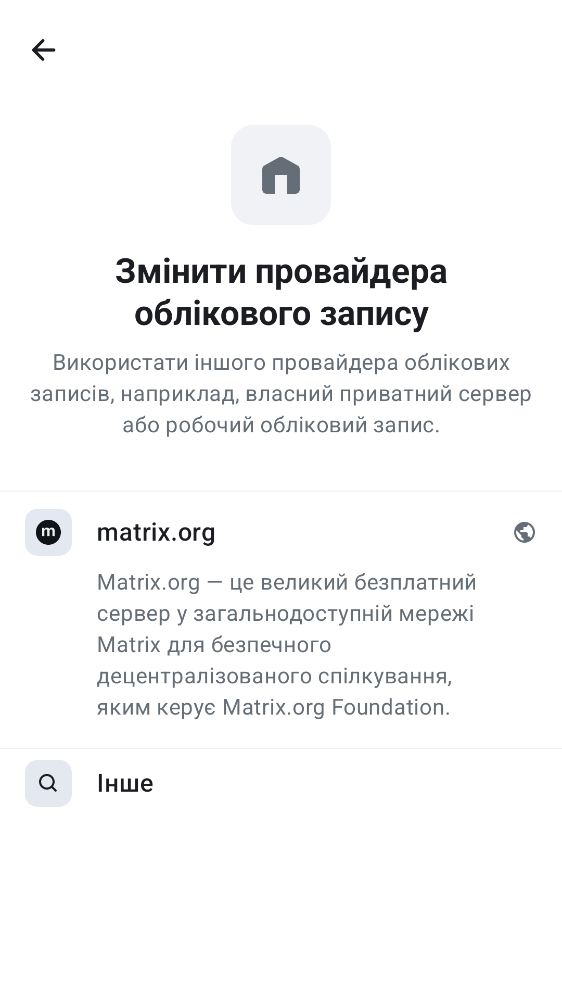 Змінити провайдера
облікового запису
Використати іншого провайдера облікових
записів, наприклад, власний приватний сервер
або робочий обліковий запис.
m
matrix.org
Matrix.org — це великий безплатний
сервер у загальнодоступній мережі
Matrix для безпечного
децентралізованого спілкування,
яким керує Matrix.org Foundation.
Інше